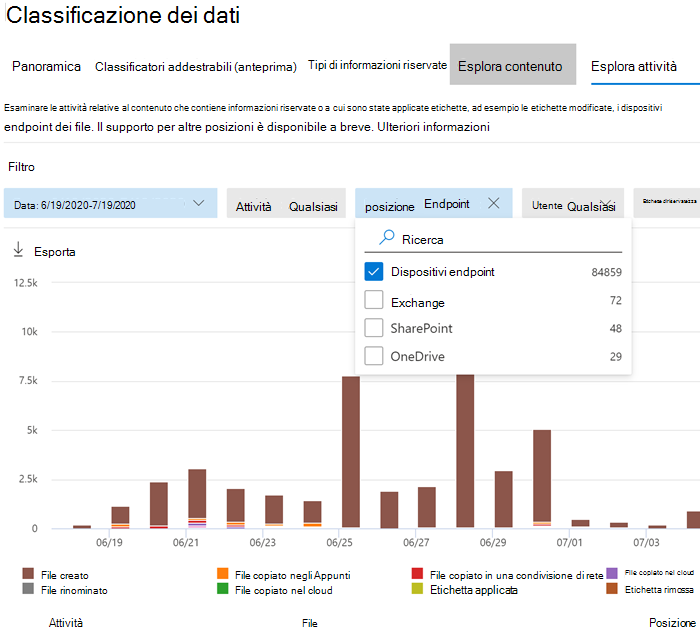 Classificazione dei dati
Panoramica Classificatori addestrabili (anteprima) Tipi di informazioni riservate Esplora contenuto Esplora attività
Esaminare le attività relative al contenuto che contiene informazioni riservate o a cui sono state applicate etichette, ad esempio le etichette modificate, i dispositivi
endpoint dei file. Il supporto per altre posizioni è disponibile a breve. Ulteriori informazioni
Filtro
Data: 6/19/2020-7/19/2020 Attività Qualsiasi posizione Endpoint Utente Qualsiasi Etichetta di riservatezza
Esporta
Ricerca
Dispositivi endpoint 84859
Exchange 72
SharePoint 48
OneDrive 29
12.5k
10k
7.5k
5k
2.5k
0
06/19 06/21 06/23 06/25 06/27 06/29 07/01 07/03
File creato File copiato negli Appunti File copiato in una condivisione di rete File copiato nel cloud
File rinominato File copiato nel cloud Etichetta applicata Etichetta rimossa
Attività File Posizione